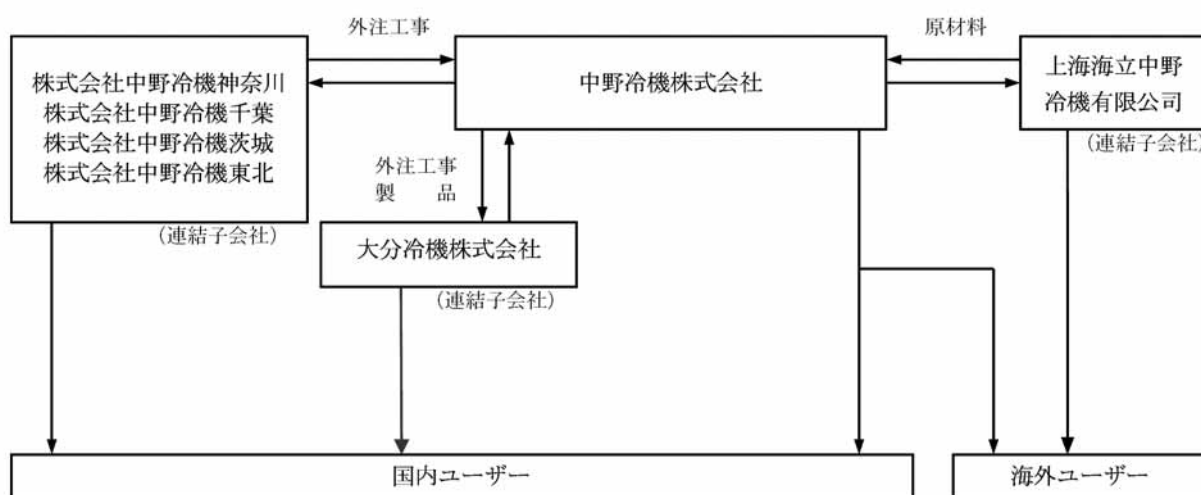 外注工事
原材料
株式会社中野冷機神奈川
株式会社中野冷機千葉
株式会社中野冷機茨城
株式会社中野冷機東北
(連結子会社)
中野冷機株式会社
上海海立中野
冷機有限公司
(連結子会社)
外注工事
製　　品
大分冷機株式会社
(連結子会社)
国内ユーザー
海外ユーザー